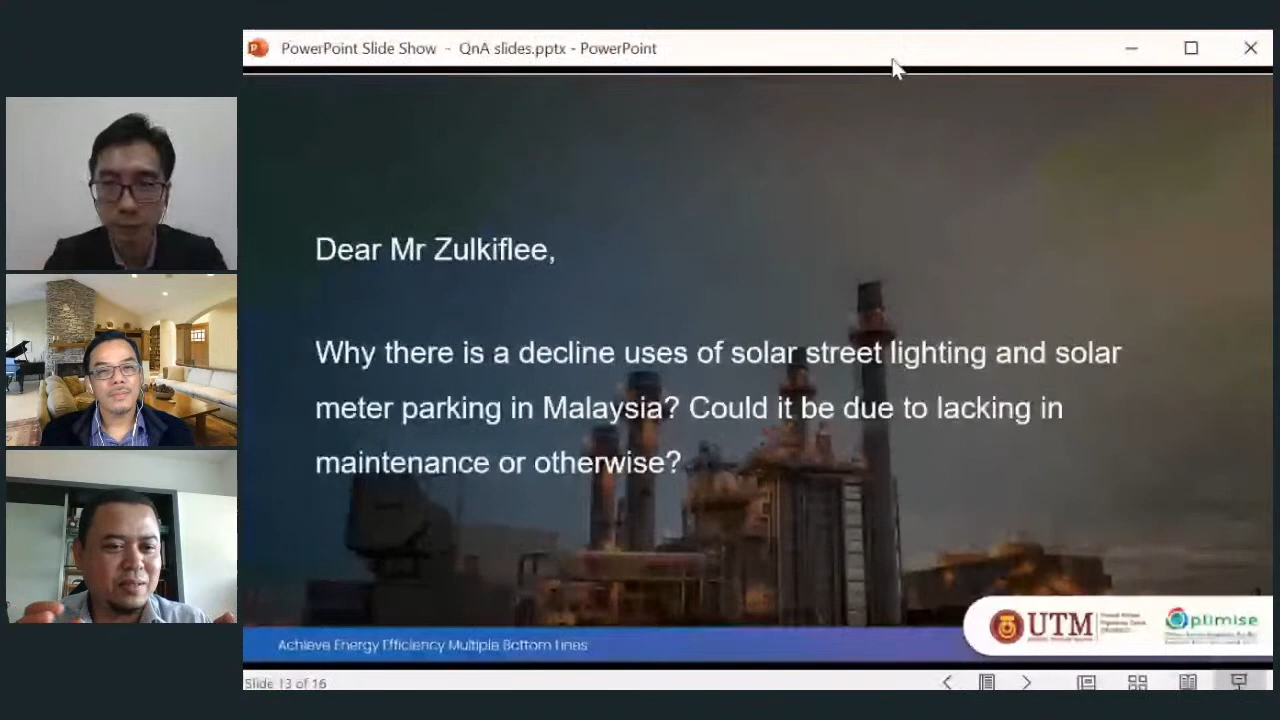 PowerPoint Slide Show - QnA slides.pptx - PowerPoint
Dear Mr Zulkiflee,
Why there is a decline uses of solar street lighting and solar
meter parking in Malaysia? Could it be due to lacking in
maintenance or otherwise?
UTM
Optimise
Achieve Energy Efficiency Multiple Bottom Lines
Slide 13 of 16